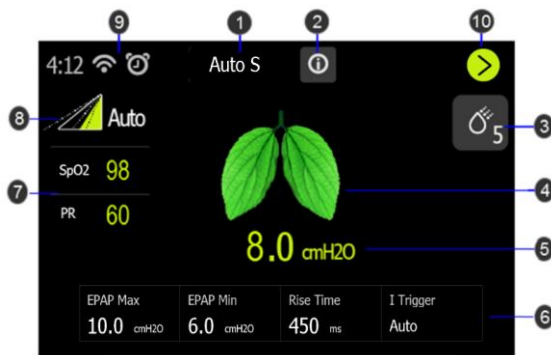 9
1
2
10
4:12
Auto S
8
Auto
5
3
SpO2 98
7
4
PR 60
8.0 cmH2O
5
EPAP Max
EPAP Min
Rise Time
I Trigger
6
10.0 cmH2O
6.0 cmH2O
450 ms
Auto